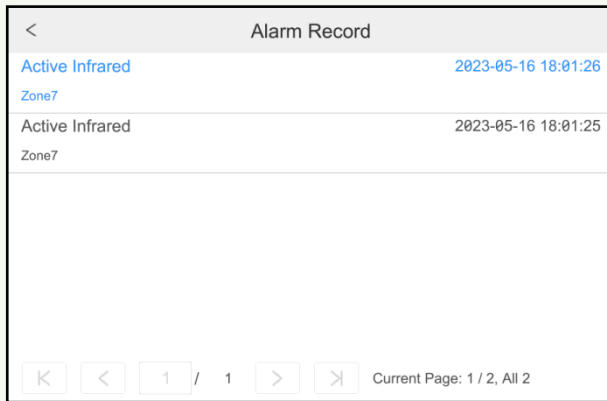 < Alarm Record
Active Infrared 2023-05-16 18:01:26
Zone7
Active Infrared 2023-05-16 18:01:25
Zone7
1 / 1 Current Page: 1 / 2, All 2